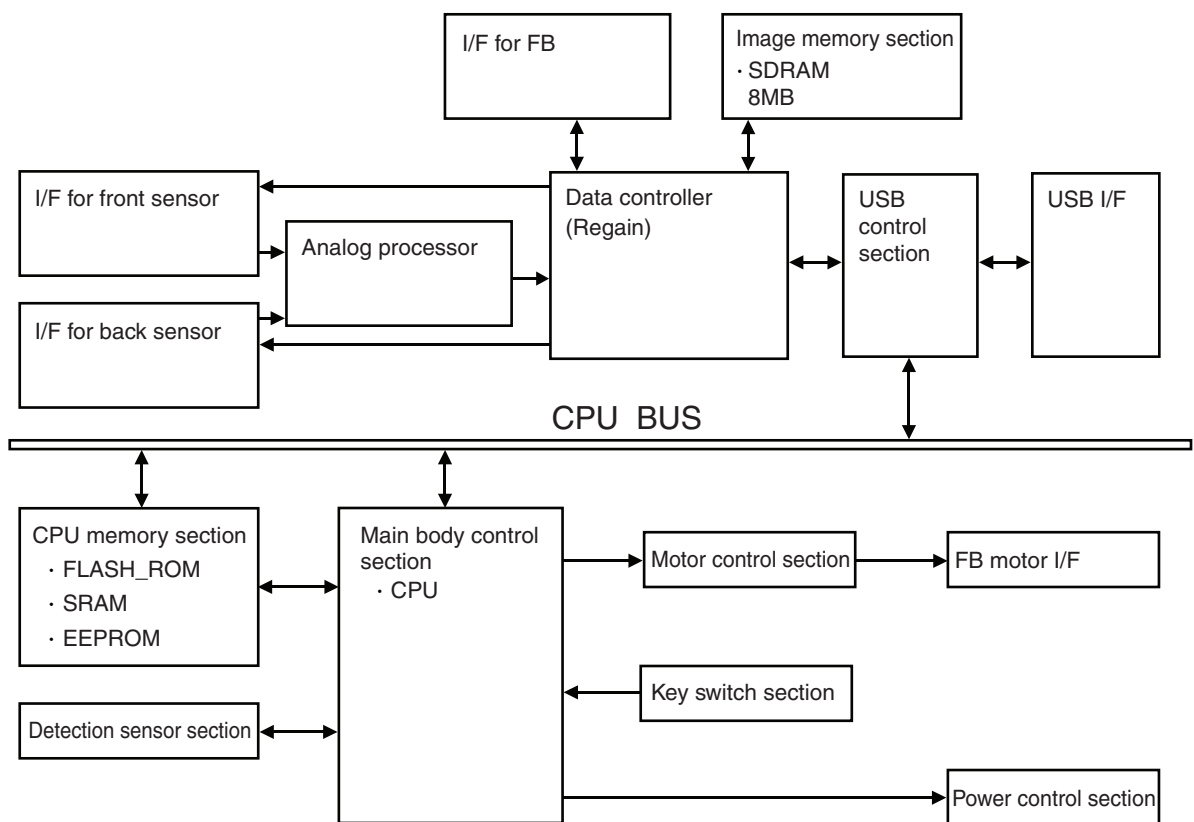 I/F for FB
Image memory section
· SDRAM
8MB
I/F for front sensor
Analog processor
I/F for back sensor
Data controller
(Regain)
USB
control
section
USB I/F
CPU BUS
CPU memory section
· FLASH_ROM
· SRAM
· EEPROM
Main body control
section
· CPU
Motor control section
FB motor I/F
Key switch section
Detection sensor section
Power control section